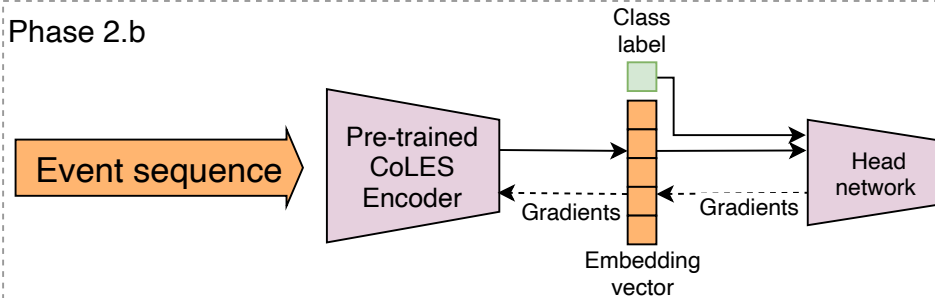 Phase 2.b
Class
label
Event sequence
Pre-trained
CoLES
Encoder
Gradients
Embedding
vector
Gradients
Head
network